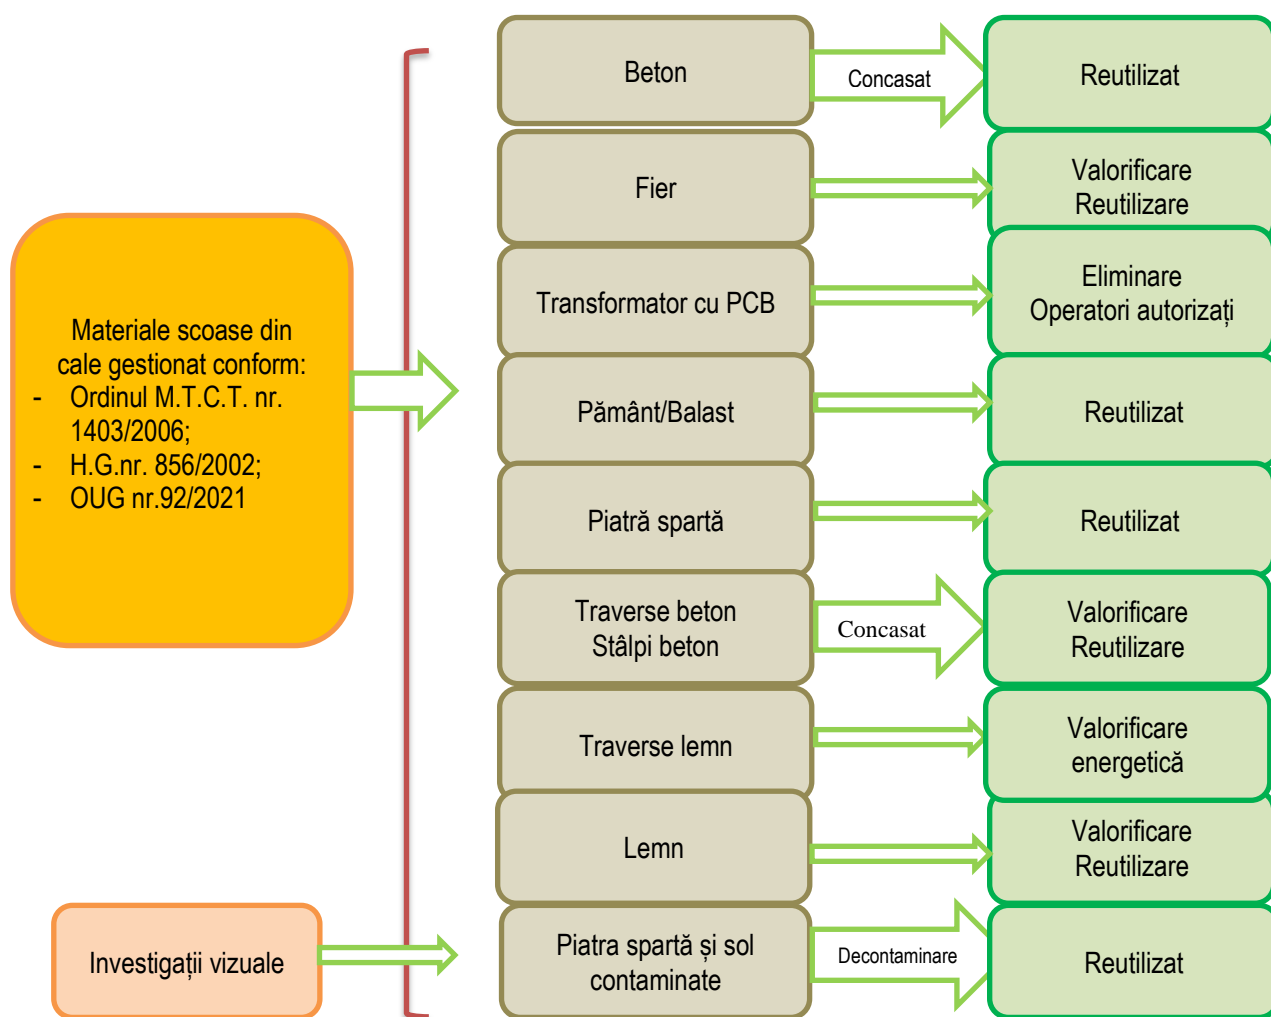 Beton
Concasat
Reutilizat
Fier
Valorificare
Reutilizare
Transformator cu PCB
Eliminare
Operatori autorizați
Materiale scoase din
cale gestionat conform:
- Ordinul M.T.C.T. nr.
1403/2006;
- H.G.nr. 856/2002;
- OUG nr.92/2021
Pământ/Balast
Reutilizat
Piatră spartă
Reutilizat
Traverse beton
Stâlpi beton
Concasat
Valorificare
Reutilizare
Traverse lemn
Valorificare
energetică
Lemn
Valorificare
Reutilizare
Investigații vizuale
Piatra spartă și sol
contaminate
Decontaminare
Reutilizat